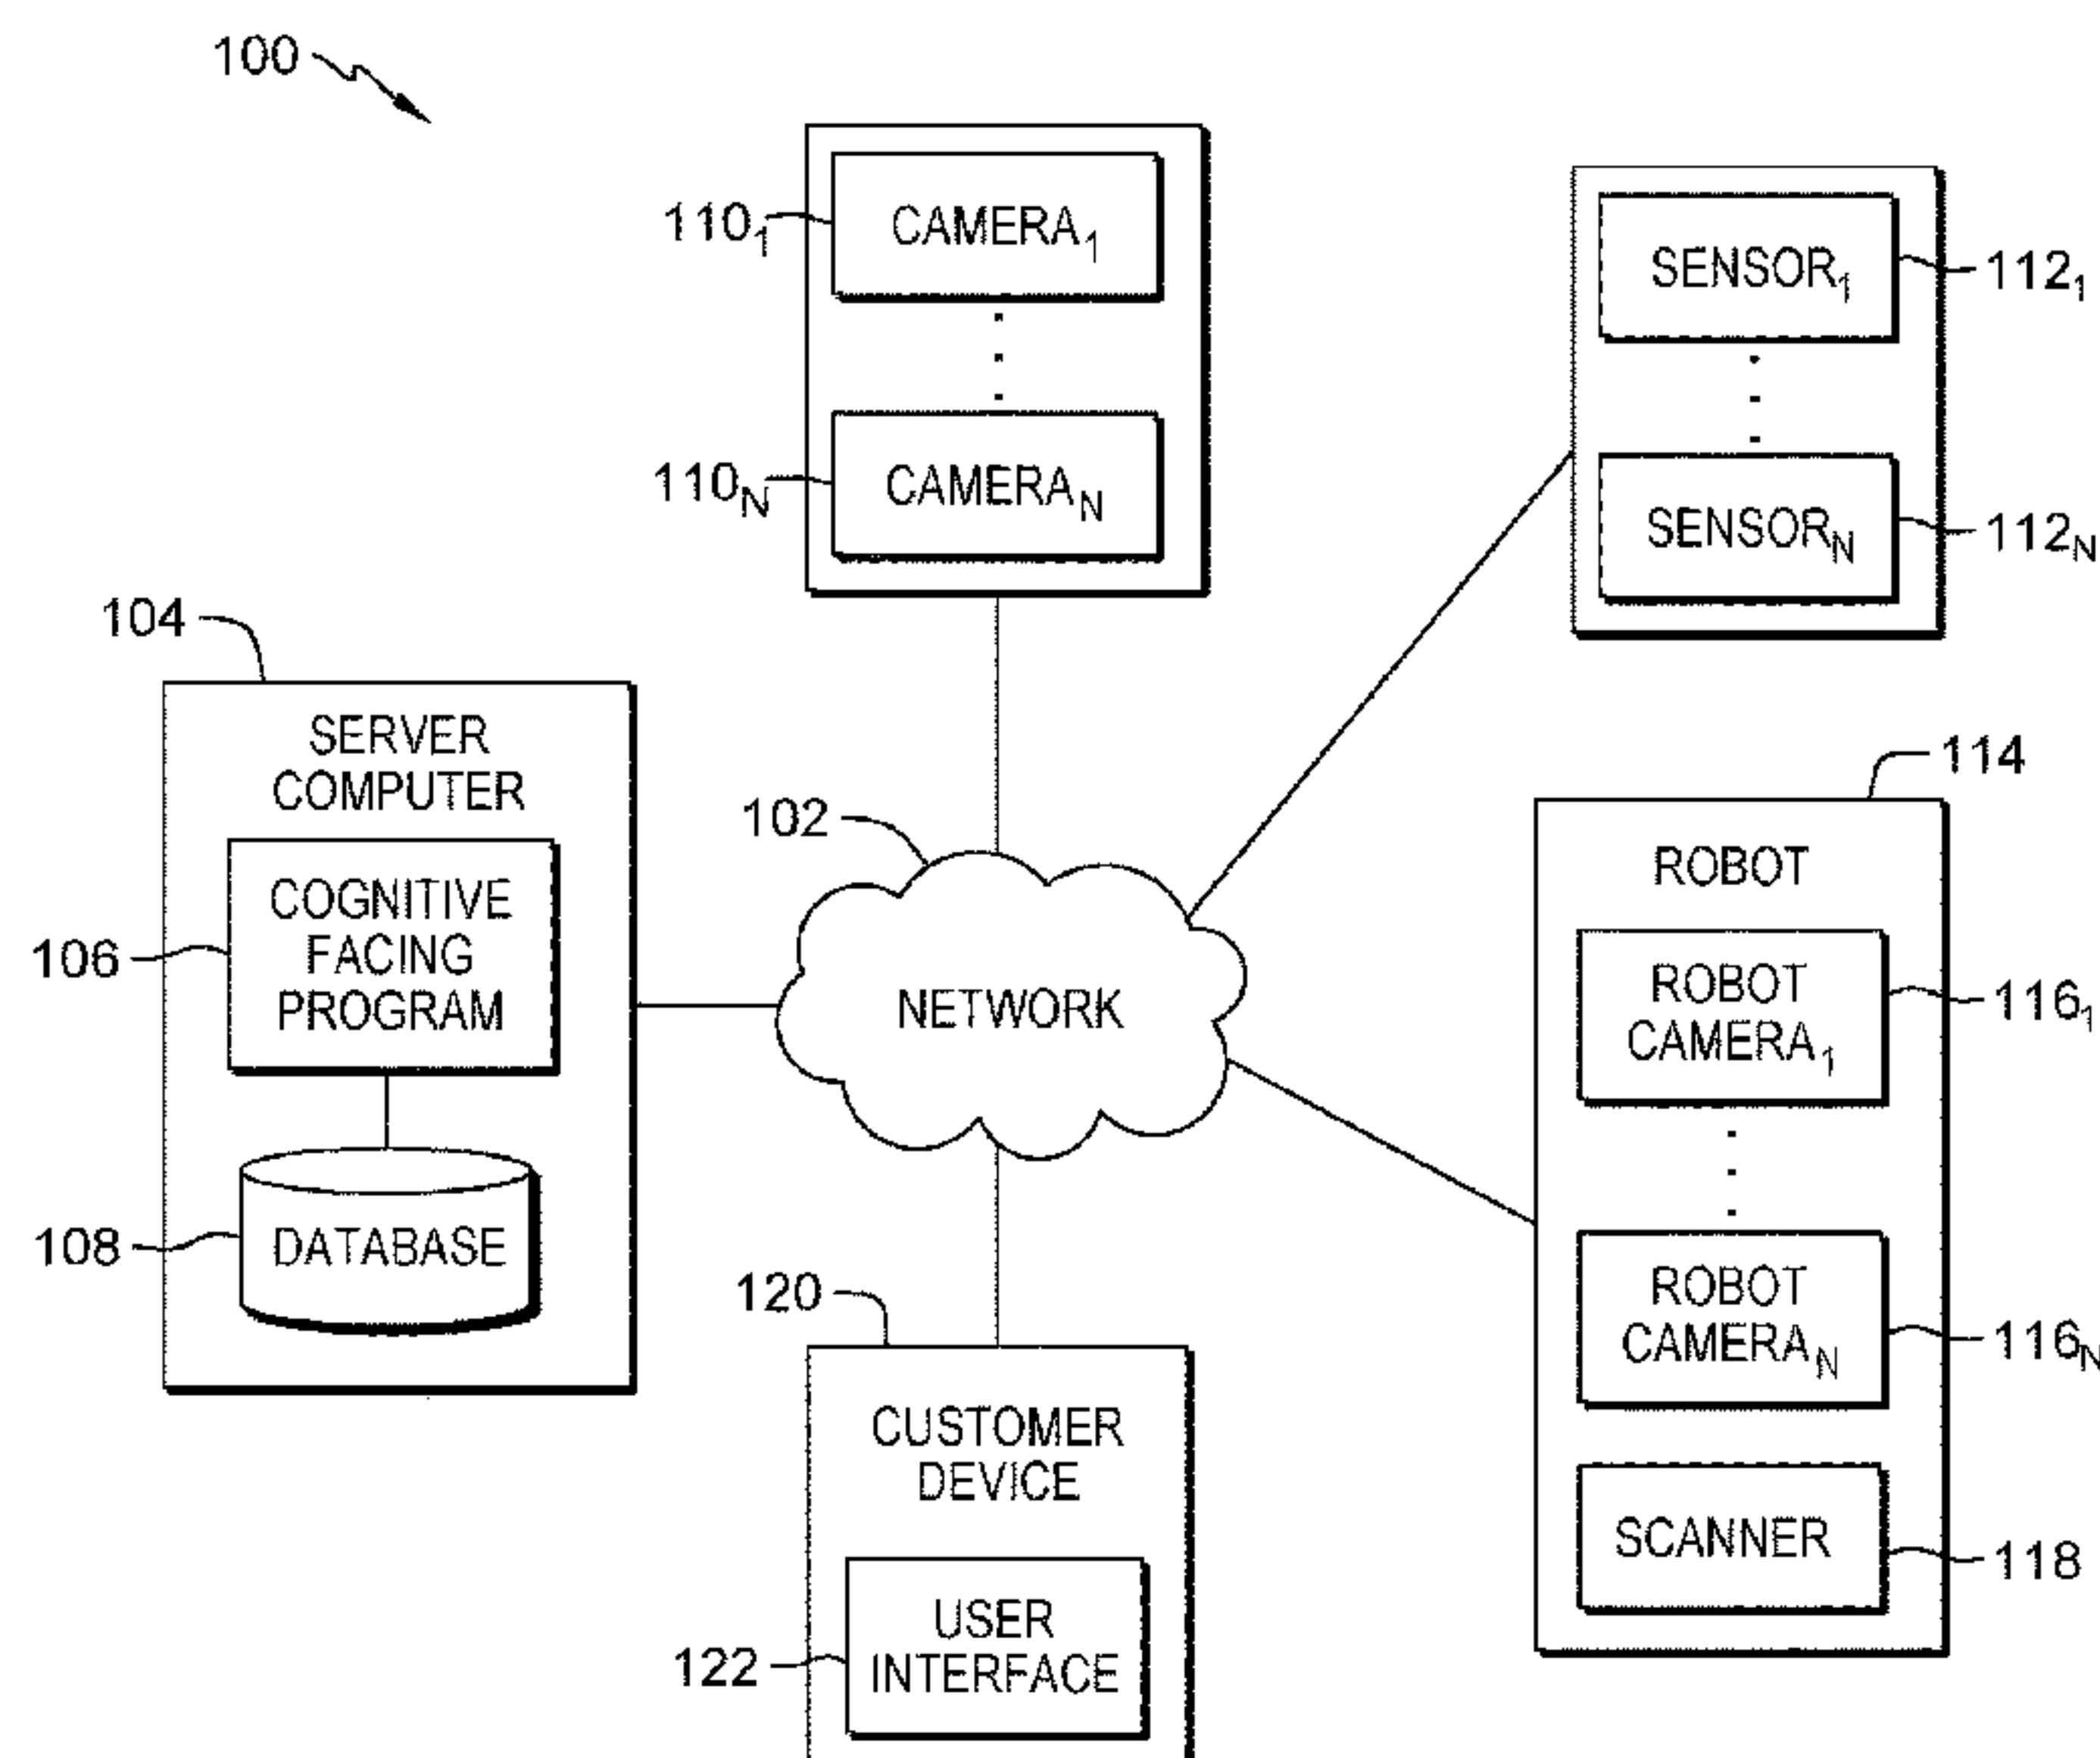 100
110₁
CAMERA₁
110N
CAMERAN
SENSOR₁
112₁
SENSORN
112N
104
SERVER
COMPUTER
106
COGNITIVE
FACING
PROGRAM
108
DATABASE
102
NETWORK
114
ROBOT
ROBOT
CAMERA₁
116₁
ROBOT
CAMERAN
116N
SCANNER
118
120
CUSTOMER
DEVICE
122
USER
INTERFACE